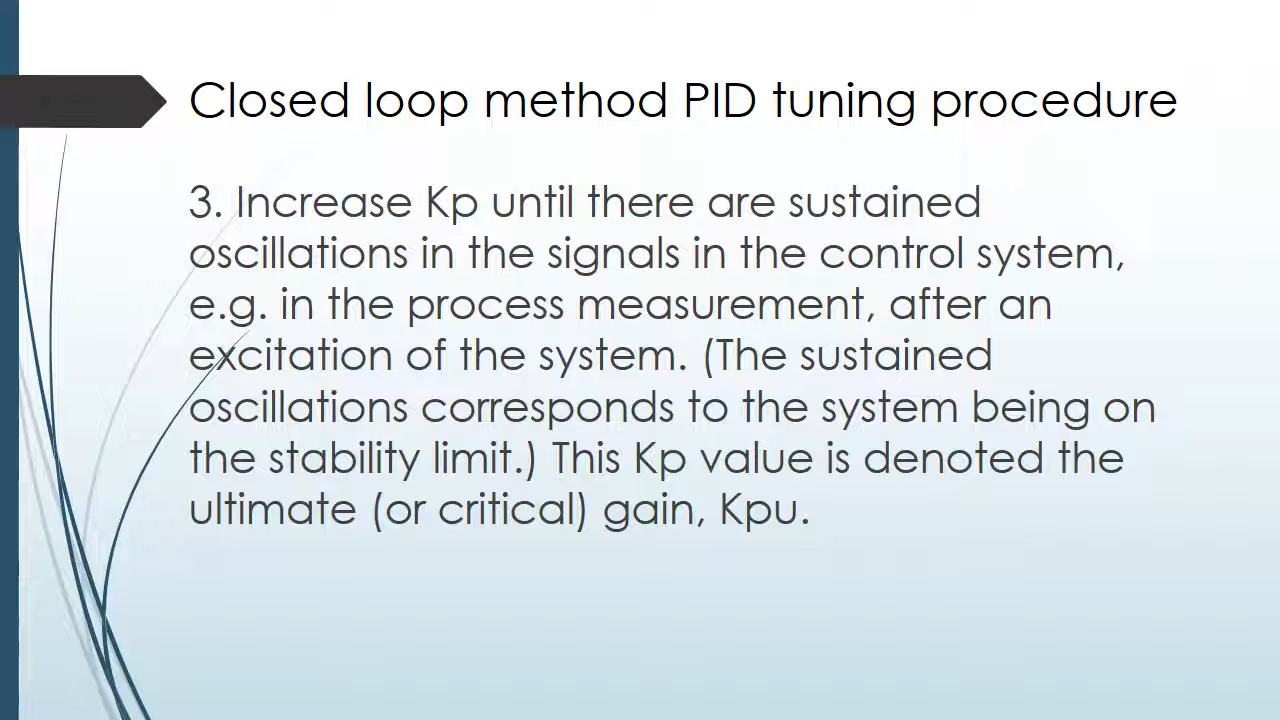 Closed loop method PID tuning procedure
3. Increase Kp until there are sustained
oscillations in the signals in the control system,
e.g. in the process measurement, after an
excitation of the system. (The sustained
oscillations corresponds to the system being on
the stability limit.) This Kp value is denoted the
ultimate (or critical) gain, Kpu.